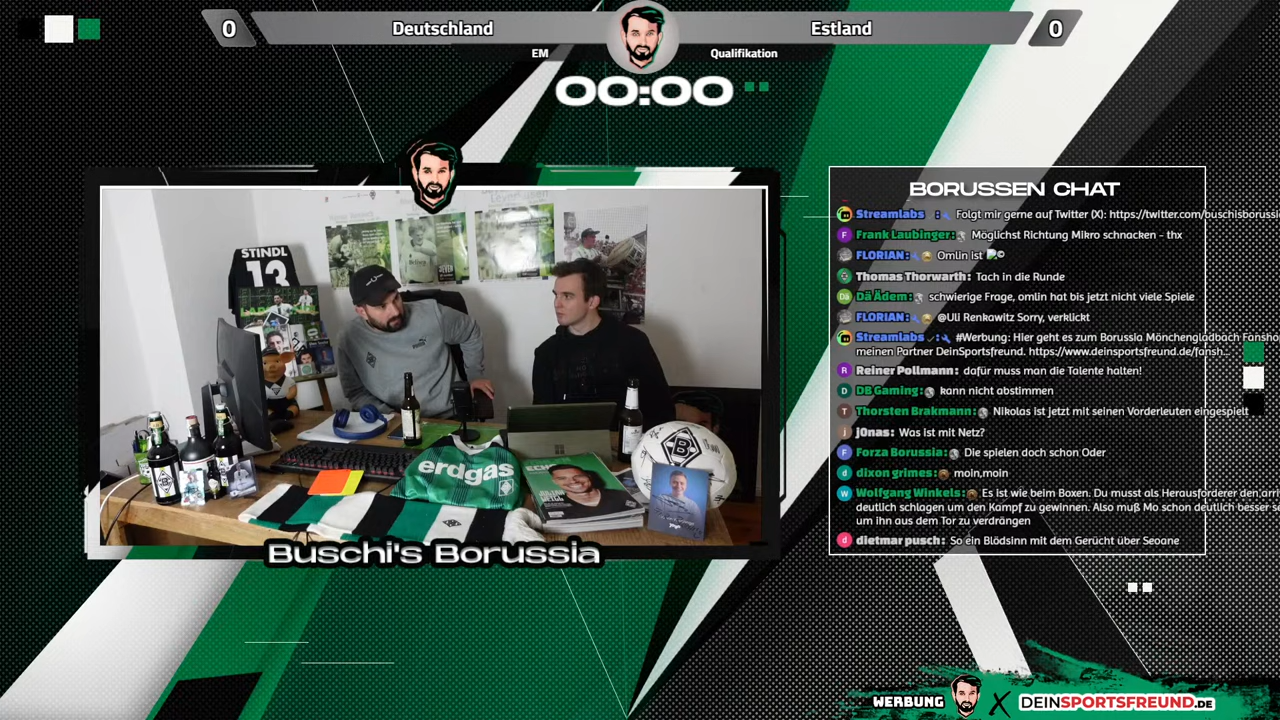 0
Deutschland
Estland
0
EM
Qualifikation
00:00
BORUSSEN CHAT
Streamlabs : Folgt mir gerne auf Twitter (X): https://twitter.com/buschisboruss
Frank Laubinger: Möglichst Richtung Mikro schnacken - thx
FLORIAN: Omlin ist
Thomas Thorwarth: Tach in die Runde
Dä Ädem: schwierige Frage, omlin hat bis jetzt nicht viele Spiele
FLORIAN: @Uli Renkawitz Sorry, verklickt
Streamlabs : #Werbung: Hier geht es zum Borussia Mönchengladbach Fansho
meinen Partner DeinSportsfreund. https://www.deinsportsfreund.de/fansh...
Reiner Pollmann: dafür muss man die Talente halten!
DB Gaming: kann nicht abstimmen
Thorsten Brakmann: Nikolas ist jetzt mit seinen Vorderleuten eingespielt
j0nas: Was ist mit Netz?
Forza Borussia: Die spielen doch schon Oder
dixon grimes: moin,moin
Wolfgang Winkels: Es ist wie beim Boxen. Du musst als Herausforderer den
deutlich schlagen um den Kampf zu gewinnen. Also muß Mo schon deutlich
um ihn aus dem Tor zu verdrängen
dietmar pusch: So ein Blödsinn mit dem Gerücht über Seoane
STINDL
13
erdgas
ECHO
Buschi's Borussia
WERBUNG
X
DEINSPORTSFREUND.DE